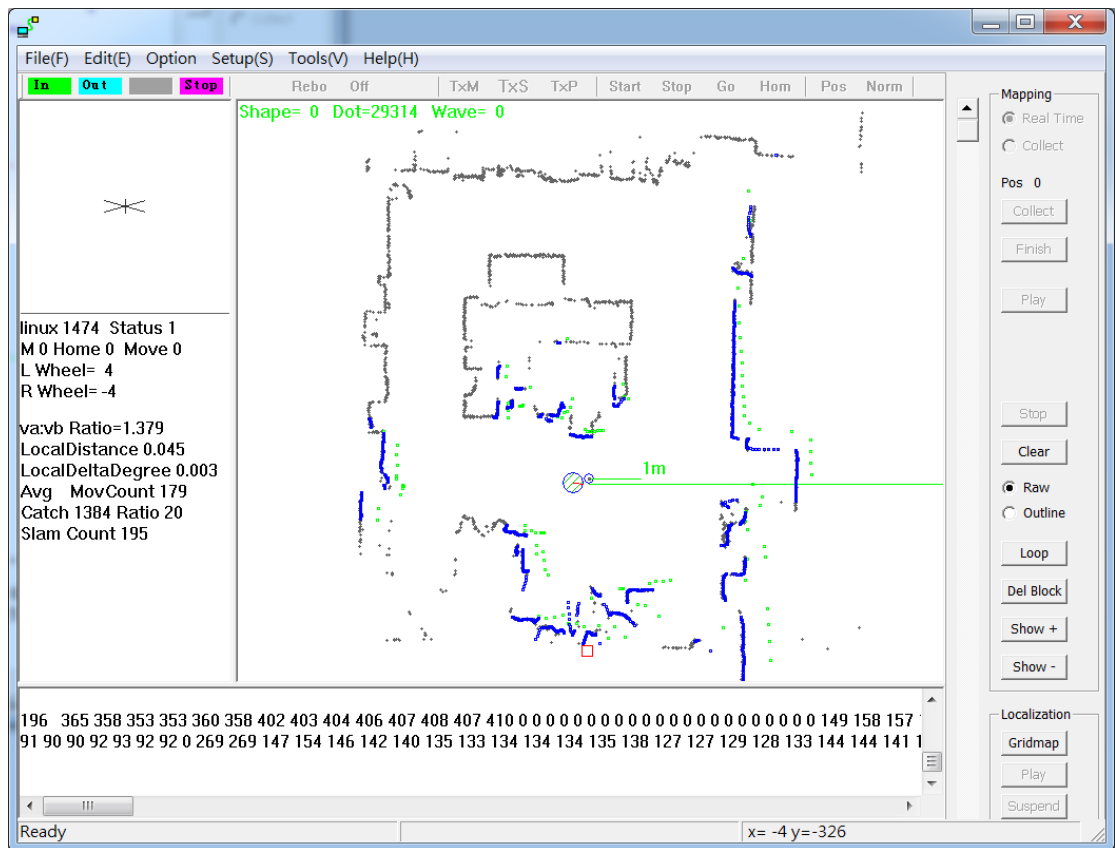 File(F) Edit(E) Option Setup(S) Tools(V) Help(H)
In Out Stop Rebo Off TxM TxS TxP Start Stop Go Hom Pos Norm
Shape= 0 Dot=29314 Wave= 0
1m
linux 1474 Status 1
M 0 Home 0 Move 0
L Wheel= 4
R Wheel= -4
va:vb Ratio=1.379
LocalDistance 0.045
LocalDeltaDegree 0.003
Avg MovCount 179
Catch 1384 Ratio 20
Slam Count 195
196 365 358 353 353 360 358 402 403 404 406 407 408 407 410 0 0 0 0 0 0 0 0 0 0 0 0 0 0 0 0 0 0 0 0 0 0 149 158 157
91 90 90 92 93 92 92 0 269 269 147 154 146 142 140 135 133 134 134 134 135 138 127 127 129 128 133 144 144 141 1
Mapping
Real Time
Collect
Pos 0
Collect
Finish
Play
Stop
Clear
Raw
Outline
Loop
Del Block
Show +
Show -
Localization
Gridmap
Play
Suspend
Ready
x= -4 y=-326